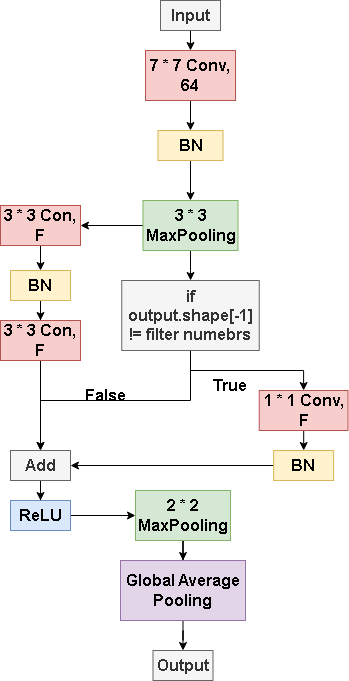 Input
7 * 7 Conv,
64
BN
3 * 3
MaxPooling
3 * 3 Con,
F
BN
3 * 3 Con,
F
if
output.shape[-1]
!= filter numebrs
False
True
1 * 1 Conv,
F
BN
Add
ReLU
2 * 2
MaxPooling
Global Average
Pooling
Output